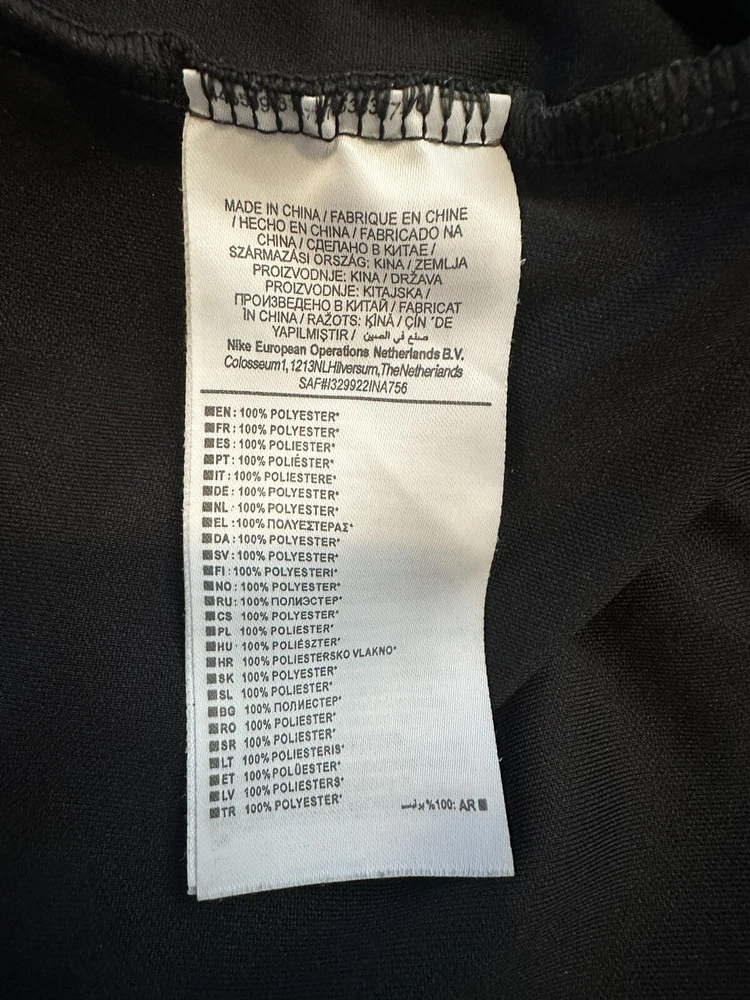 MADE IN CHINA / FABRIQUE EN CHINE
/ HECHO EN CHINA / FABRICADO NA
CHINA / СДЕЛАНО В КИТАЕ /
SZÁRMAZÁSI ORSZÁG: KINA / ZEMLJA
PROIZVODNJE: KINA / DRŽAVA
PROIZVODNJE: KITAJSKA /
ПРОИЗВЕДЕНО В КИТАЙ / FABRICAT
ÎN CHINA / RAŽOTS: ĶĪNĀ / ÇİN ´DE
YAPILMIŞTIR / صنع في الصين
Nike European Operations Netherlands B.V.
Colosseum1,1213NLHilversum,TheNetherlands
SAF#I329922INA756
EN: 100% POLYESTER*
FR: 100% POLYESTER*
ES: 100% POLIESTER*
PT: 100% POLIÉSTER*
IT: 100% POLIESTERE*
DE: 100% POLYESTER*
NL: 100% POLYESTER*
EL: 100% ΠΟΛΥΕΣΤΕΡΑΣ*
DA: 100% POLYESTER*
SV: 100% POLYESTER*
FI: 100% POLYESTERI*
NO: 100% POLYESTER*
RU: 100% ПОЛИЭСТЕР*
CS 100% POLYESTER*
PL 100% POLIESTER*
HU 100% POLIÉSZTER*
HR 100% POLIESTERSKO VLAKNO*
SK 100% POLYESTER*
SL 100% POLIESTER*
BG 100% ПОЛИЕСТЕР*
RO 100% POLIESTER*
SR 100% POLIESTER*
LT 100% POLIESTERIS*
ET 100% POLÜESTER*
LV 100% POLIESTERS*
TR 100% POLYESTER*
AR :100%